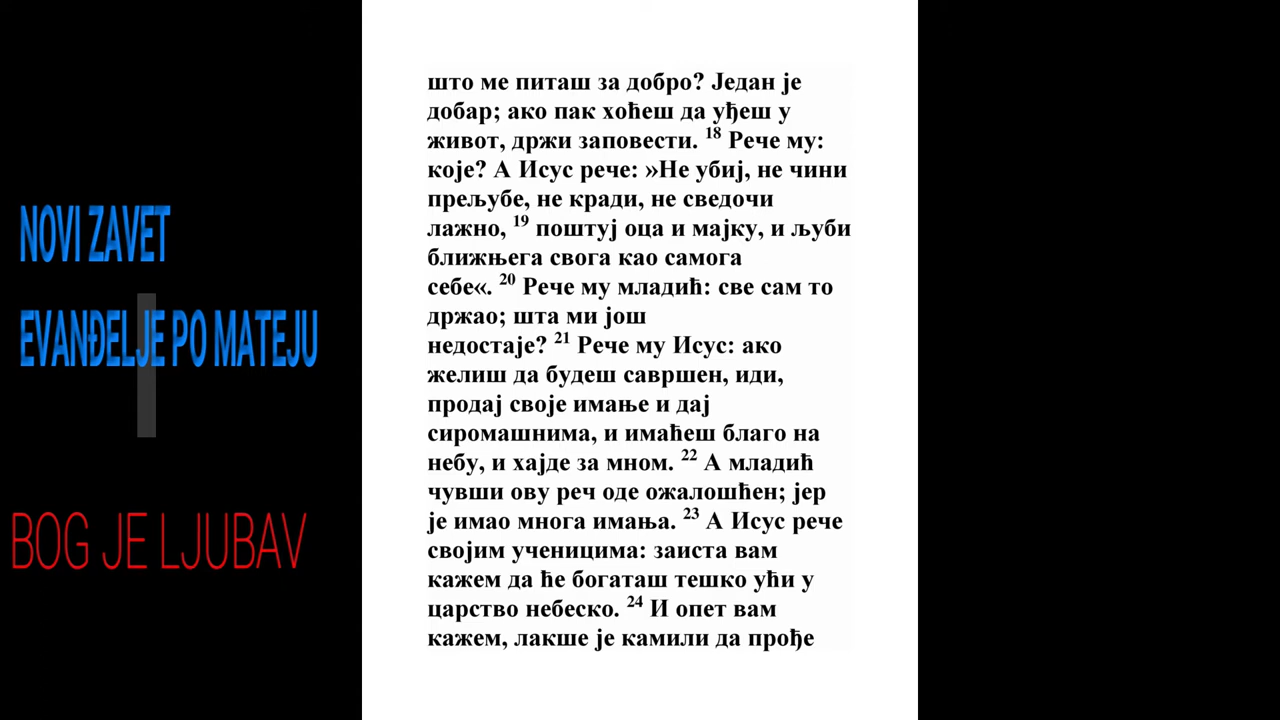 NOVI ZAVET
EVANĐELJE PO MATEJU
BOG JE LJUBAV
што ме питаш за добро? Један је
добар; ако пак хоћеш да уђеш у
живот, држи заповести. 18 Рече му:
које? А Исус рече: »Не убиј, не чини
прељубе, не кради, не сведочи
лажно, 19 поштуј оца и мајку, и љуби
ближњега свога као самога
себе«. 20 Рече му младић: све сам то
држао; шта ми још
недостаје? 21 Рече му Исус: ако
желиш да будеш савршен, иди,
продај своје имање и дај
сиромашнима, и имаћеш благо на
небу, и хајде за мном. 22 А младић
чувши ову реч оде ожалошћен; јер
је имао многа имања. 23 А Исус рече
својим ученицима: заиста вам
кажем да ће богаташ тешко ући у
царство небеско. 24 И опет вам
кажем, лакше је камили да прође